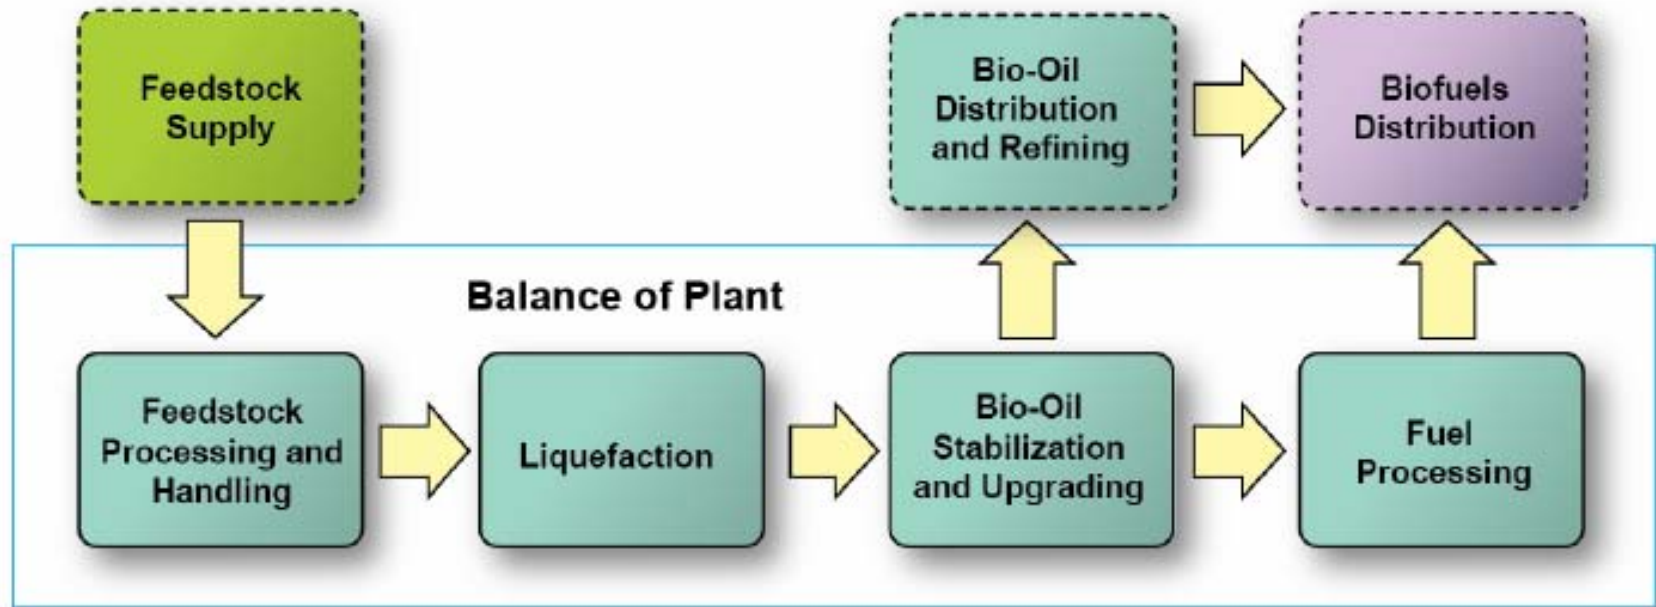 Feedstock
Supply
Bio-Oil
Distribution
and Refining
Biofuels
Distribution
Balance of Plant
Feedstock
Processing and
Handling
Liquefaction
Bio-Oil
Stabilization
and Upgrading
Fuel
Processing